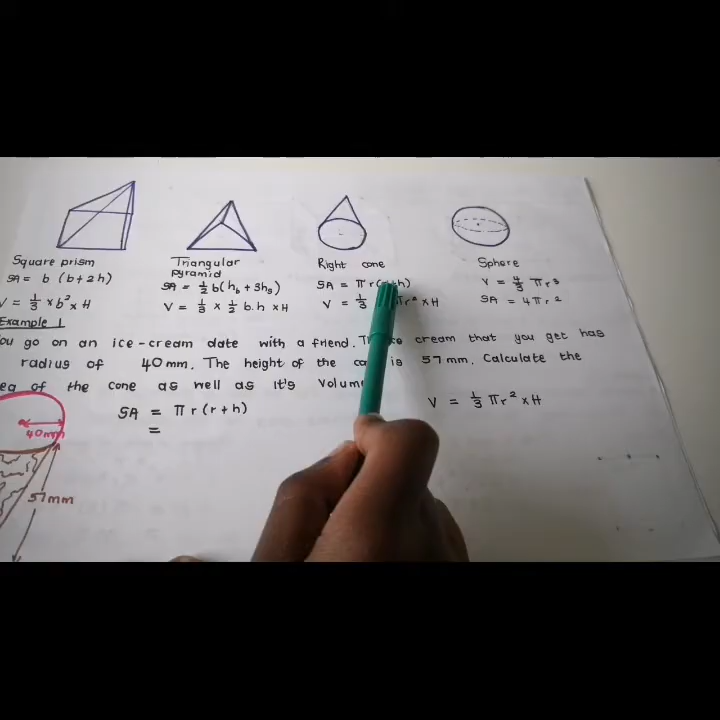 Square prism
SA = b (b+2h)
V = 1/3 × b² × H
Triangular pyramid
SA = 1/2 b(h_b + 3h_s)
V = 1/3 × 1/2 b.h × H
Right cone
SA = πr( +h)
V = 1/3 πr² × H
Sphere
V = 4/3 πr³
SA = 4πr²
Example 1
go on an ice-cream date with a friend. cream that you get has
radius of 40mm. The height of the is 57mm. Calculate the
of the cone as well as it's
SA = πr(r+h)
=
V = 1/3 πr² × H
40mm
57mm